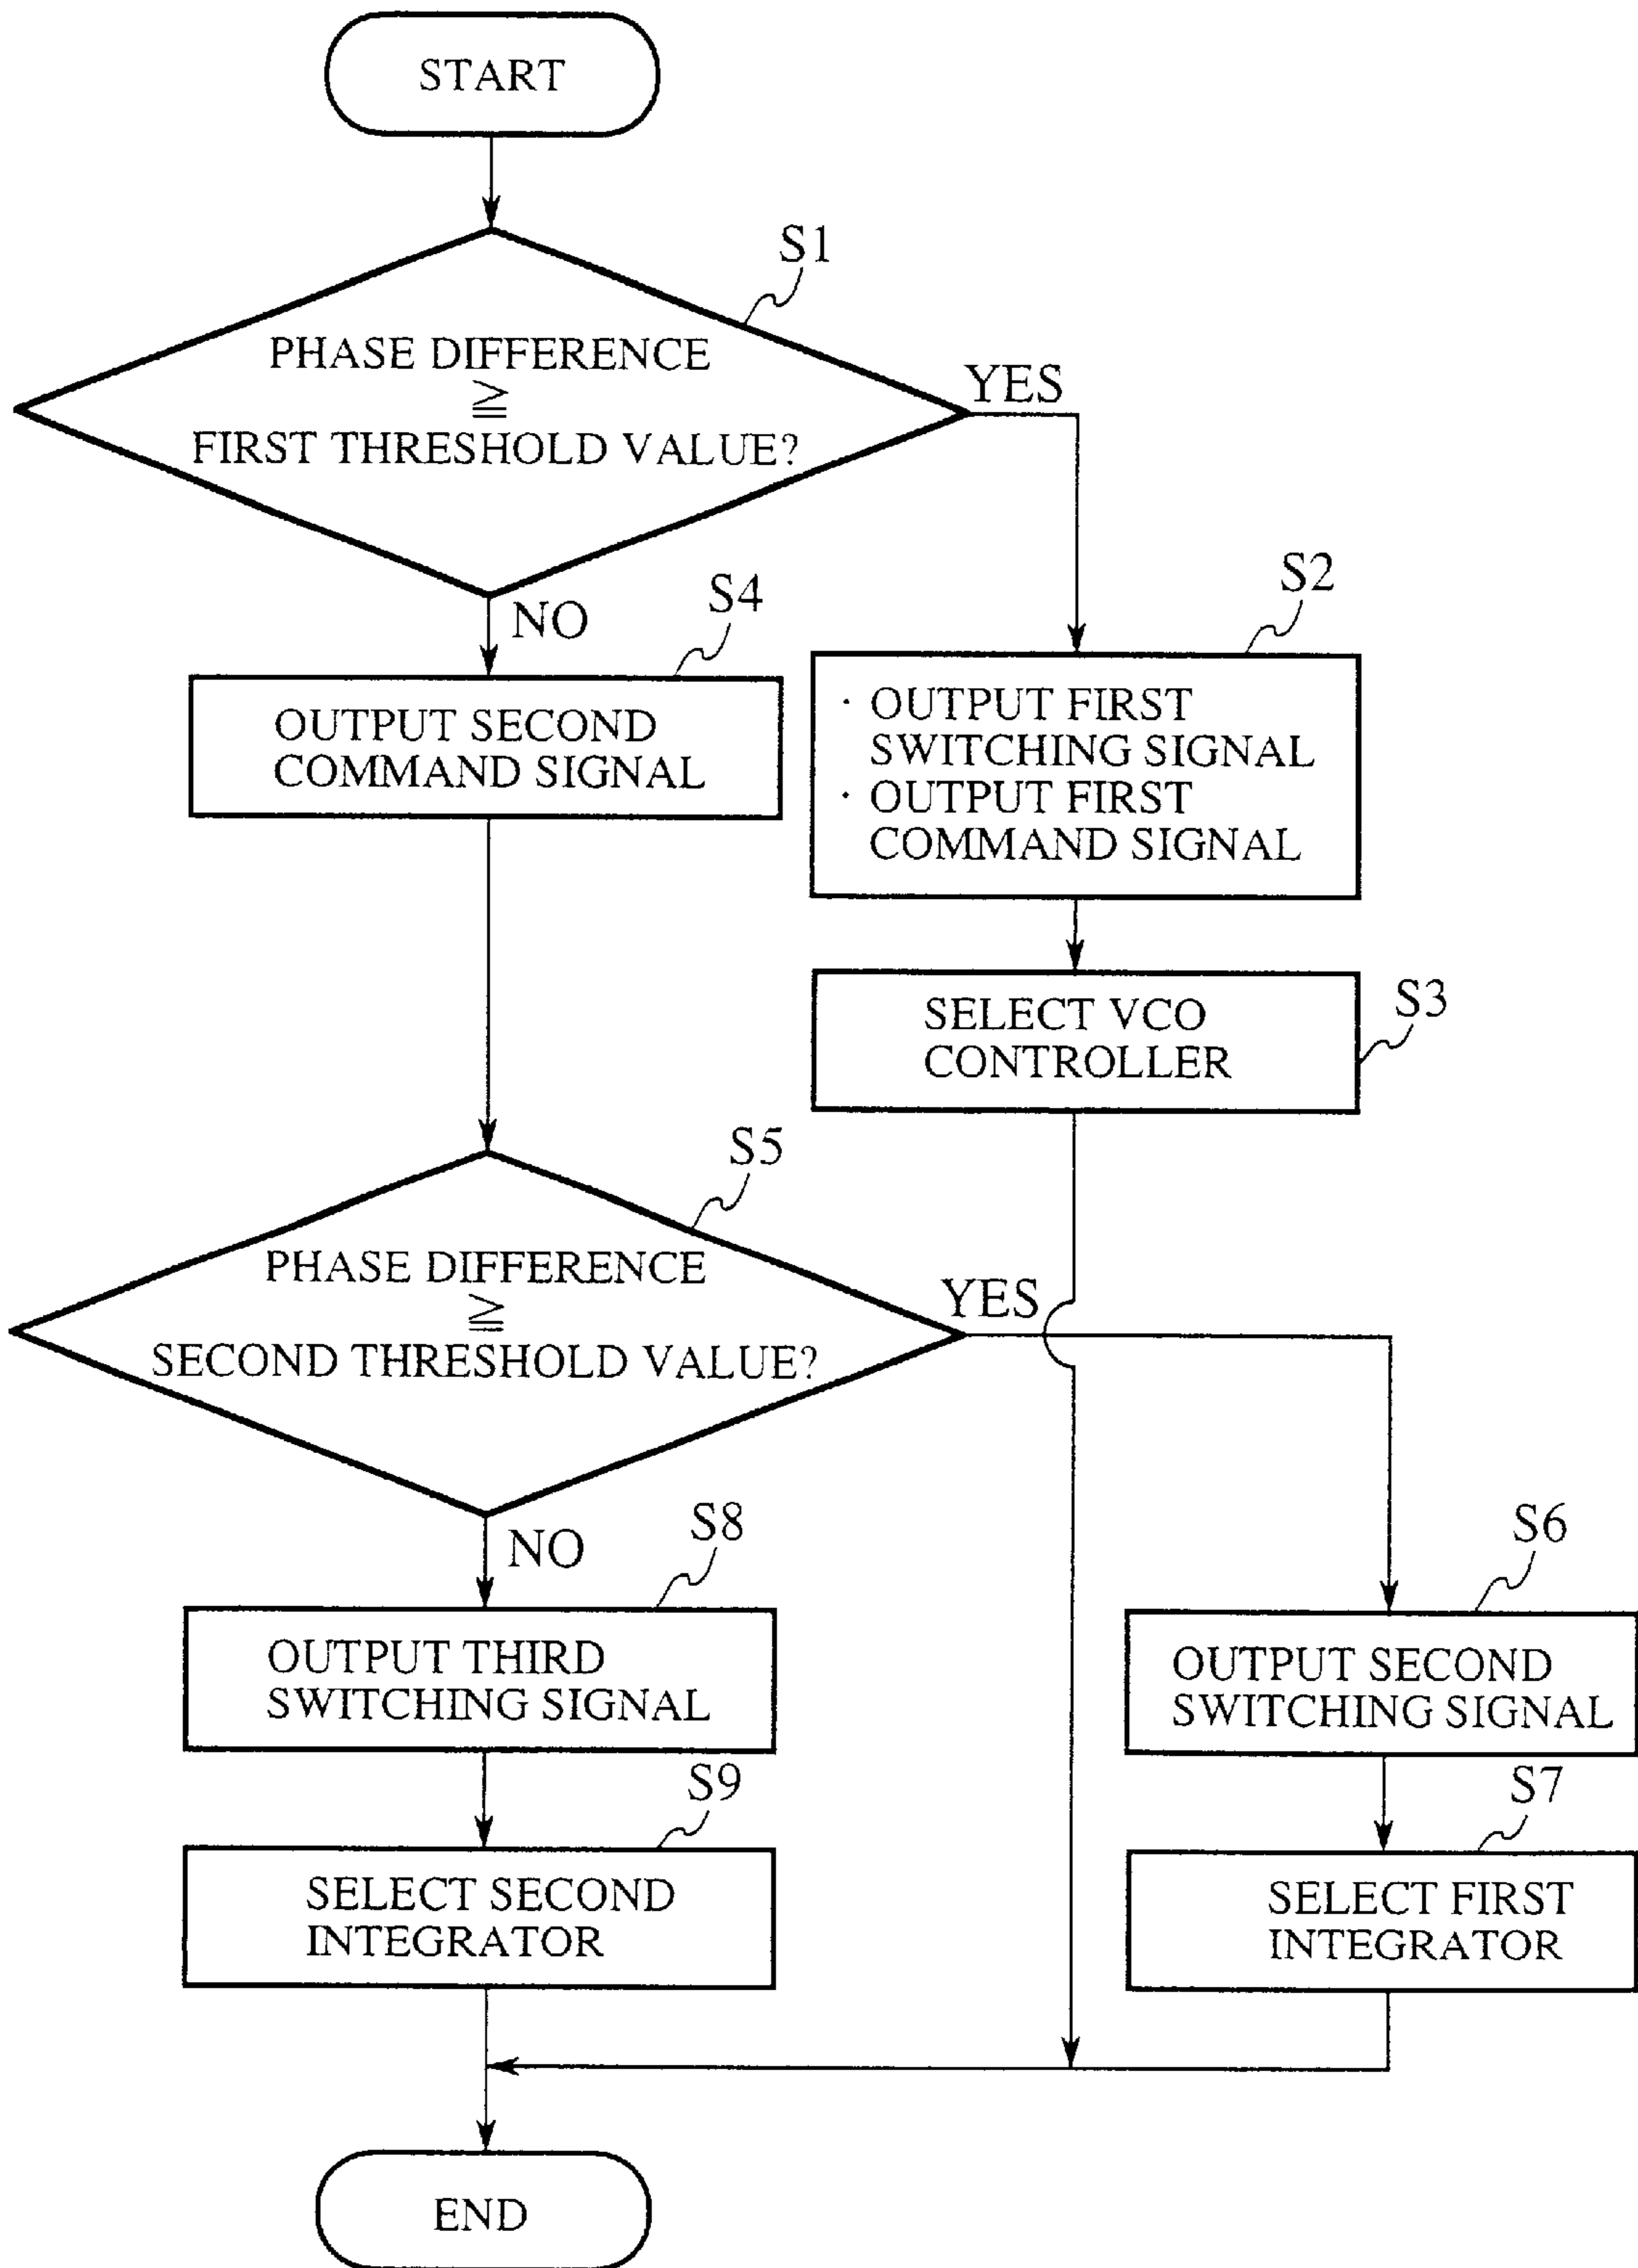 START
S1
PHASE DIFFERENCE
≧
FIRST THRESHOLD VALUE?
YES
NO
S4
OUTPUT SECOND
COMMAND SIGNAL
S2
· OUTPUT FIRST
SWITCHING SIGNAL
· OUTPUT FIRST
COMMAND SIGNAL
S3
SELECT VCO
CONTROLLER
S5
PHASE DIFFERENCE
≧
SECOND THRESHOLD VALUE?
YES
NO
S8
OUTPUT THIRD
SWITCHING SIGNAL
S6
OUTPUT SECOND
SWITCHING SIGNAL
S9
SELECT SECOND
INTEGRATOR
S7
SELECT FIRST
INTEGRATOR
END